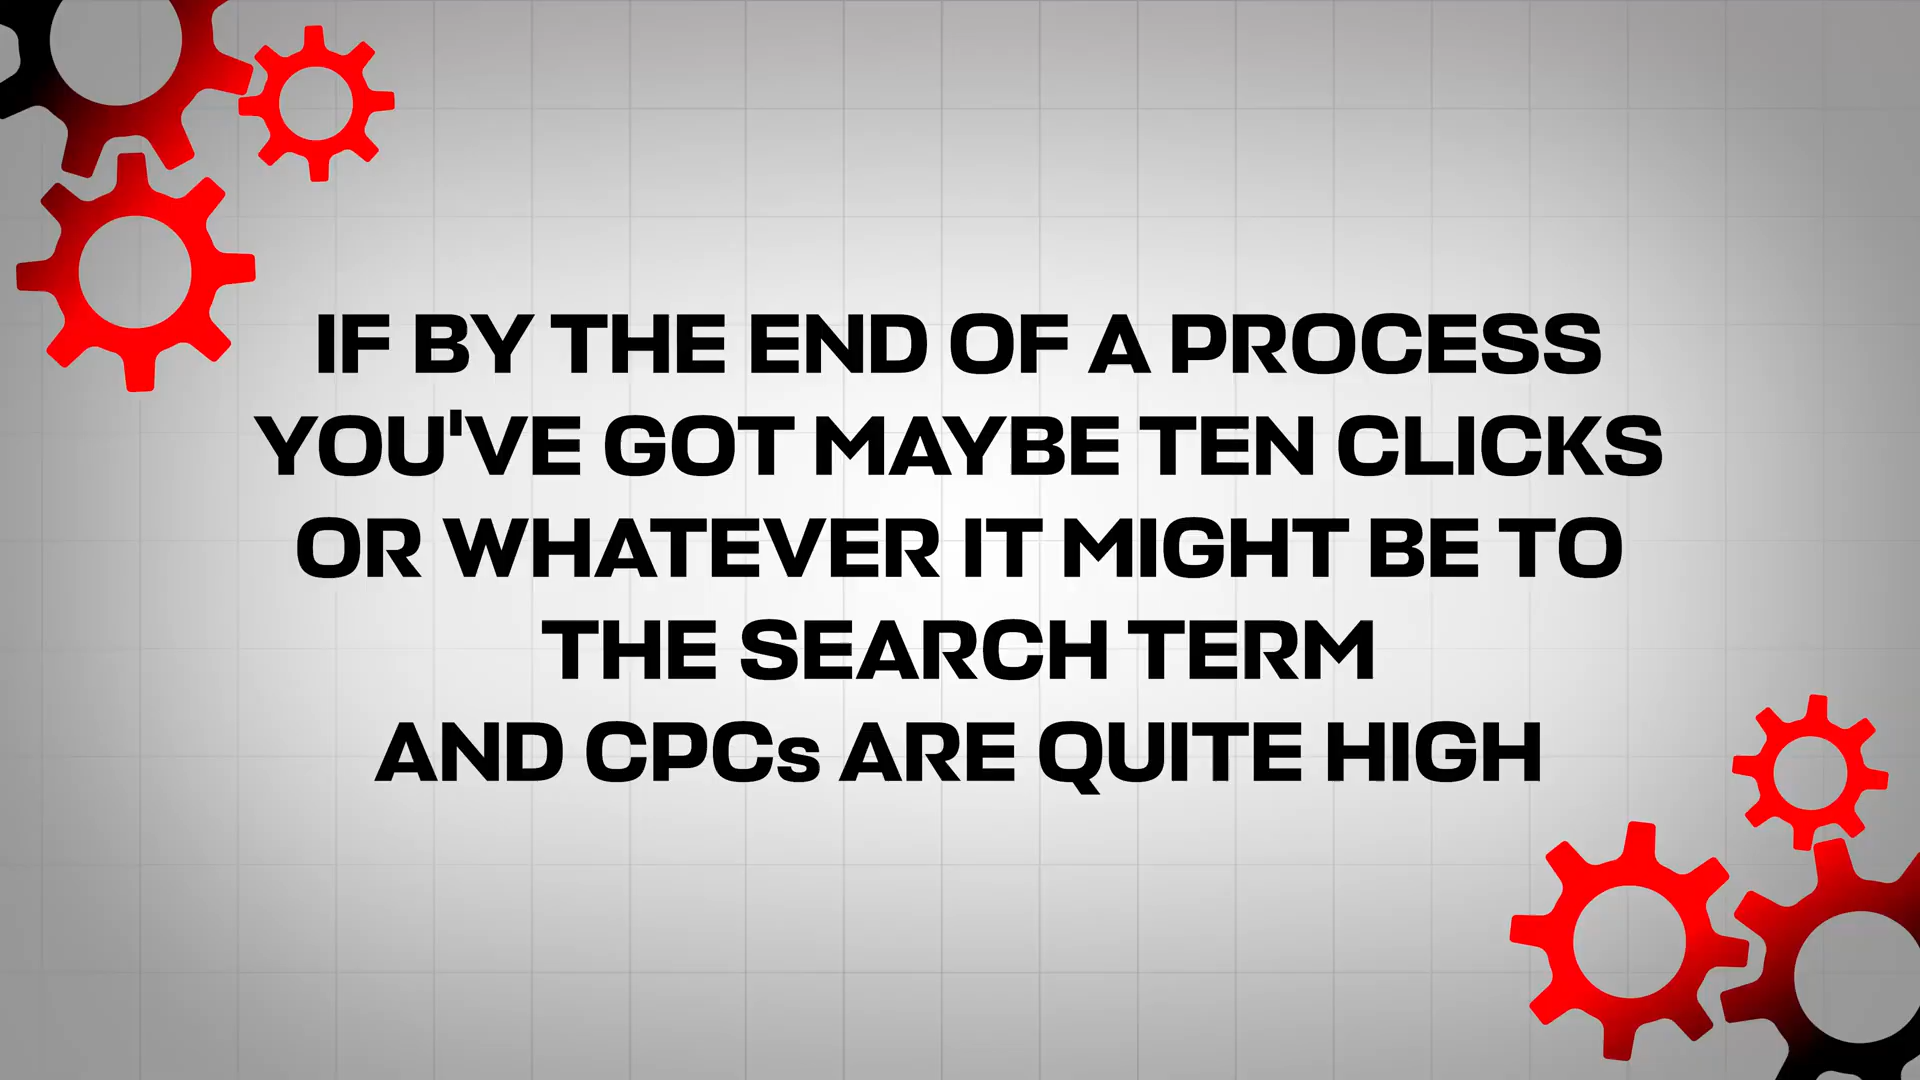 IF BY THE END OF A PROCESS
YOU'VE GOT MAYBE TEN CLICKS
OR WHATEVER IT MIGHT BE TO
THE SEARCH TERM
AND CPCs ARE QUITE HIGH